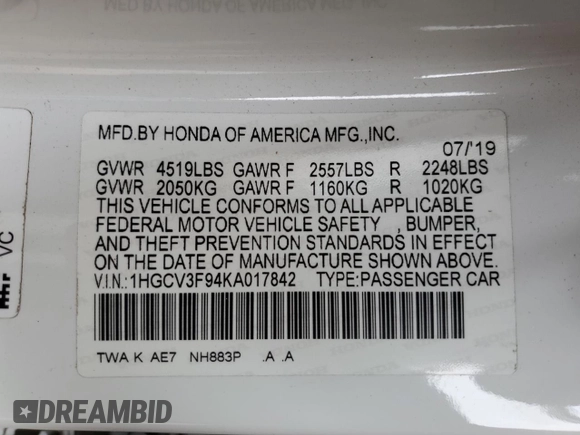 MFD.BY HONDA OF AMERICA MFG.,INC.
07/'19
GVWR 4519LBS GAWR F 2557LBS R 2248LBS
GVWR 2050KG GAWR F 1160KG R 1020KG
THIS VEHICLE CONFORMS TO ALL APPLICABLE
FEDERAL MOTOR VEHICLE SAFETY , BUMPER,
AND THEFT PREVENTION STANDARDS IN EFFECT
ON THE DATE OF MANUFACTURE SHOWN ABOVE.
V.I.N.:1HGCV3F94KA017842 TYPE:PASSENGER CAR
TWA K AE7 NH883P .A .A
VC
DREAMBID